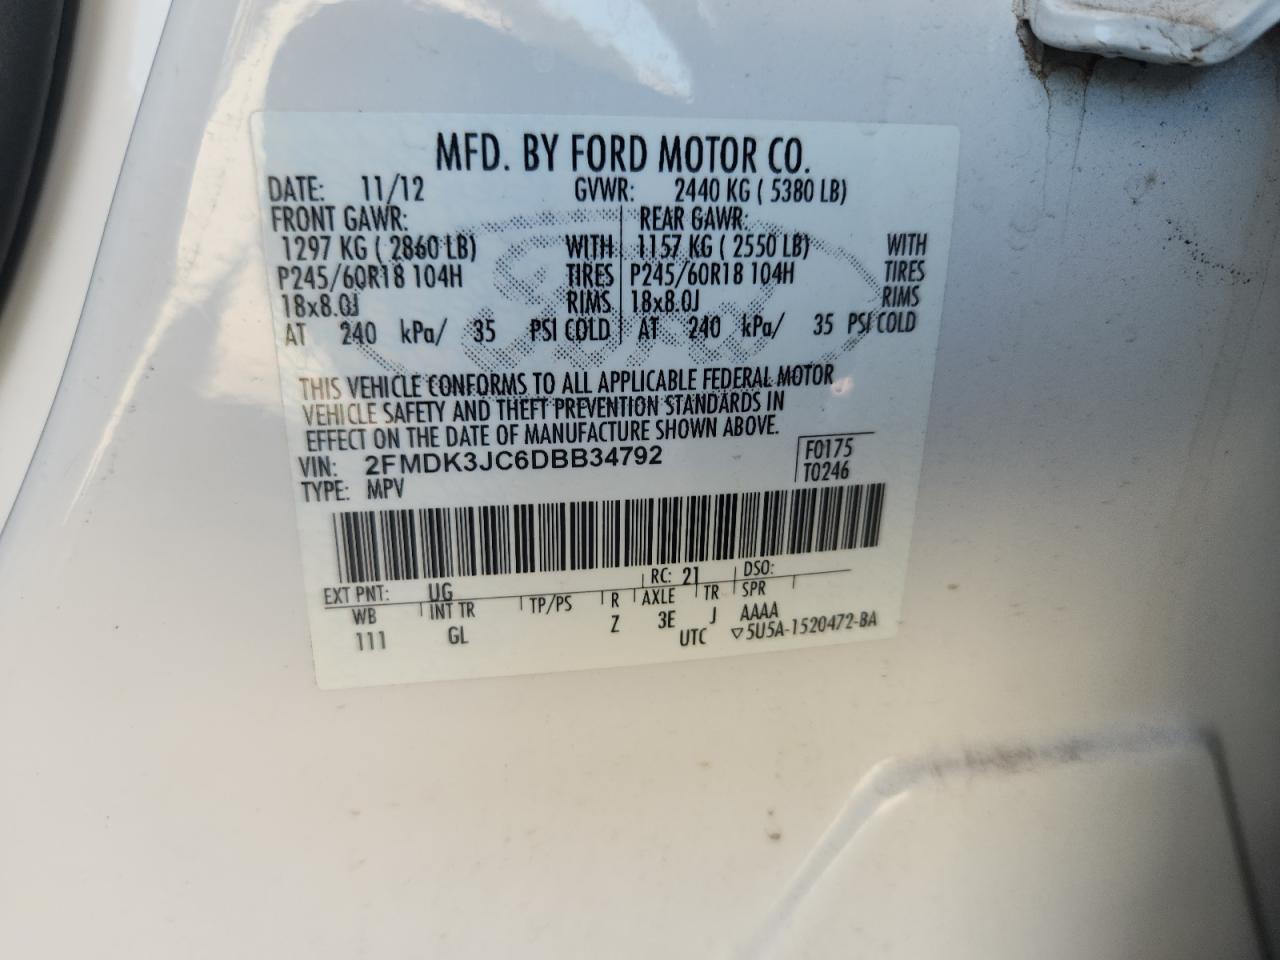 MFD. BY FORD MOTOR CO.
DATE: 11/12 GVWR: 2440 KG ( 5380 LB)
FRONT GAWR: REAR GAWR:
1297 KG ( 2860 LB) WITH 1157 KG ( 2550 LB) WITH
P245/60R18 104H TIRES P245/60R18 104H TIRES
18x8.0J RIMS 18x8.0J RIMS
AT 240 kPa/ 35 PSI COLD AT 240 kPa/ 35 PSI COLD
THIS VEHICLE CONFORMS TO ALL APPLICABLE FEDERAL MOTOR
VEHICLE SAFETY AND THEFT PREVENTION STANDARDS IN
EFFECT ON THE DATE OF MANUFACTURE SHOWN ABOVE.
VIN: 2FMDK3JC6DBB34792 F0175
TYPE: MPV T0246
EXT PNT: UG RC: 21 DSO:
WB INT TR TP/PS R AXLE TR SPR
111 GL Z 3E J AAAA
UTC ▽5U5A-1520472-BA